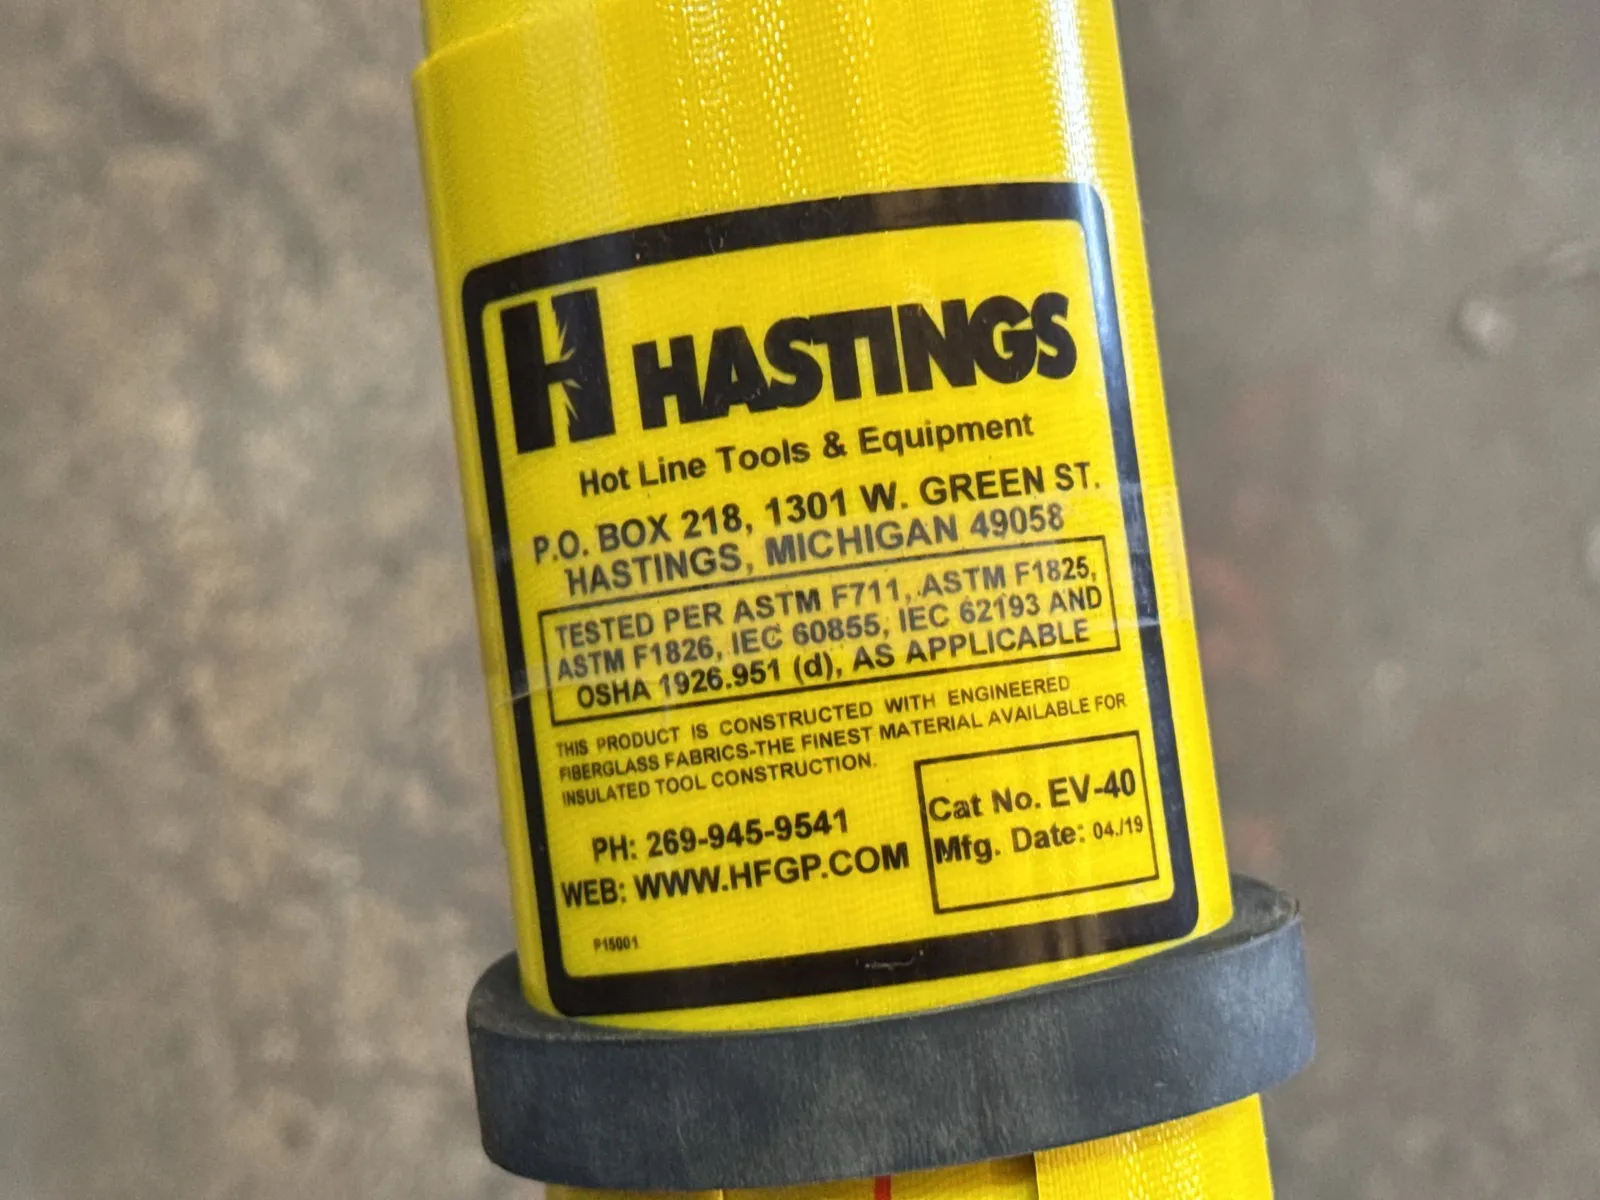 H HASTINGS
Hot Line Tools & Equipment
P.O. BOX 218, 1301 W. GREEN ST.
HASTINGS, MICHIGAN 49058
TESTED PER ASTM F711, ASTM F1825,
ASTM F1826, IEC 60855, IEC 62193 AND
OSHA 1926.951 (d), AS APPLICABLE
THIS PRODUCT IS CONSTRUCTED WITH ENGINEERED
FIBERGLASS FABRICS-THE FINEST MATERIAL AVAILABLE FOR
INSULATED TOOL CONSTRUCTION.
PH: 269-945-9541
WEB: WWW.HFGP.COM
Cat No. EV-40
Mfg. Date: 04./19
P15001